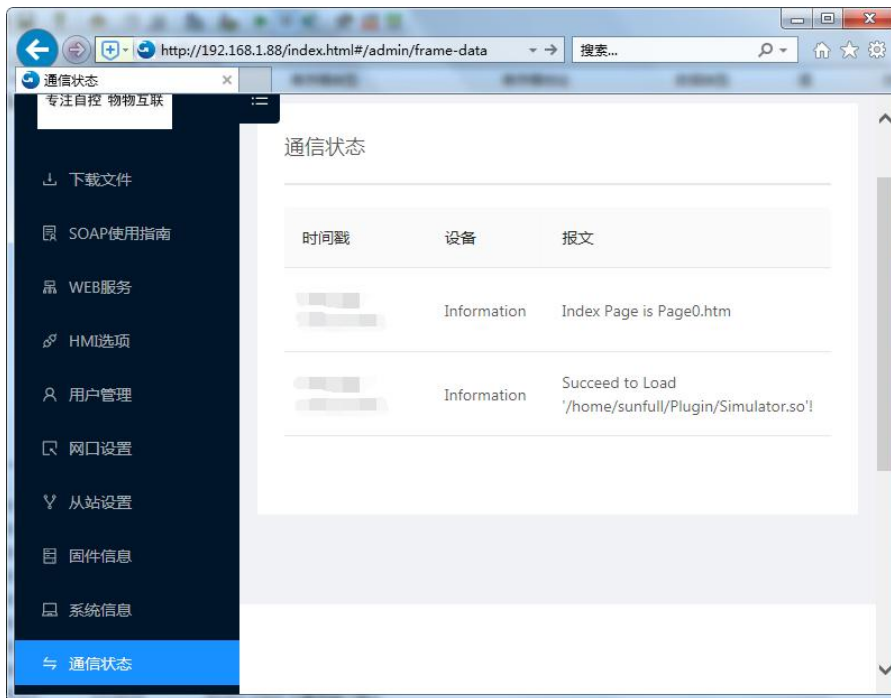 http://192.168.1.88/index.html#/admin/frame-data
搜索...
通信状态
专注自控 物物互联
下载文件
SOAP使用指南
WEB服务
HMI选项
用户管理
网口设置
从站设置
固件信息
系统信息
通信状态
通信状态
时间戳 设备 报文
Information Index Page is Page0.htm
Information Succeed to Load
'/home/sunfull/Plugin/Simulator.so'!